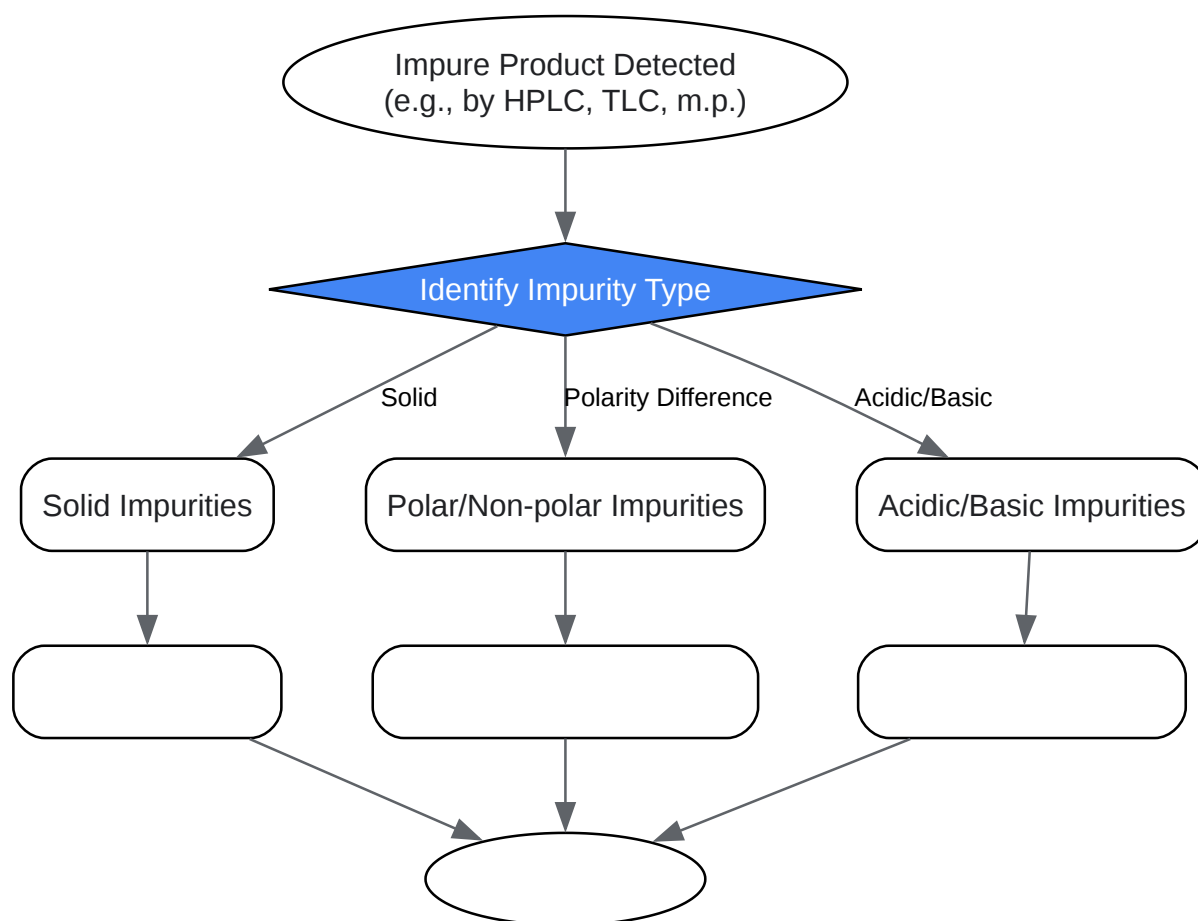 Impure Product Detected
(e.g., by HPLC, TLC, m.p.)
Identify Impurity Type
Solid
Polarity Difference
Acidic/Basic
Solid Impurities
Polar/Non-polar Impurities
Acidic/Basic Impurities